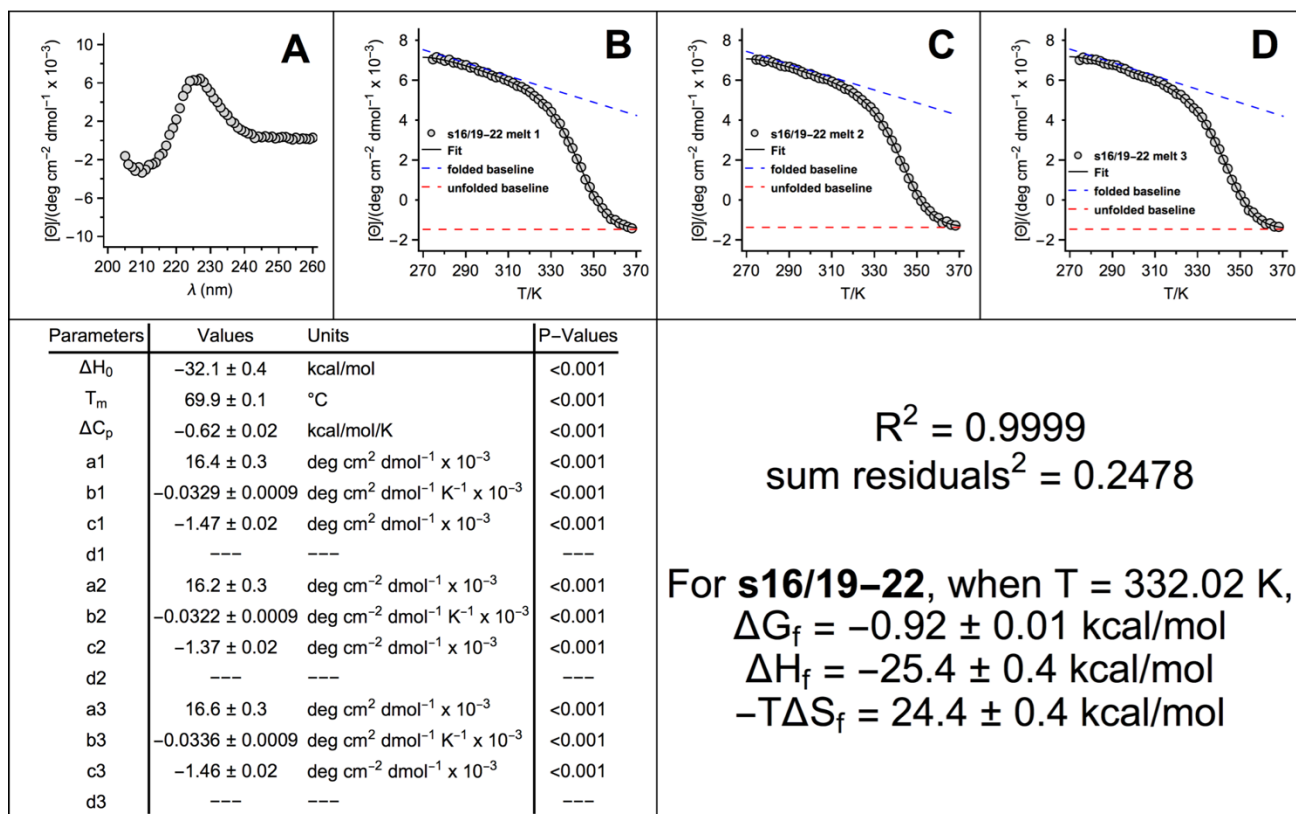 A
[Θ]/(deg cm⁻² dmol⁻¹ x 10⁻³)
10
6
2
−2
−6
−10
200 210 220 230 240 250 260
λ (nm)
B
[Θ]/(deg cm⁻² dmol⁻¹ x 10⁻³)
8
6
4
2
0
−2
s16/19−22 melt 1
Fit
folded baseline
unfolded baseline
270 290 310 330 350 370
T/K
C
[Θ]/(deg cm⁻² dmol⁻¹ x 10⁻³)
8
6
4
2
0
−2
s16/19−22 melt 2
Fit
folded baseline
unfolded baseline
270 290 310 330 350 370
T/K
D
[Θ]/(deg cm⁻² dmol⁻¹ x 10⁻³)
8
6
4
2
0
−2
s16/19−22 melt 3
Fit
folded baseline
unfolded baseline
270 290 310 330 350 370
T/K
Parameters Values Units P−Values
ΔH₀ −32.1 ± 0.4 kcal/mol <0.001
Tₘ 69.9 ± 0.1 °C <0.001
ΔCₚ −0.62 ± 0.02 kcal/mol/K <0.001
a1 16.4 ± 0.3 deg cm² dmol⁻¹ x 10⁻³ <0.001
b1 −0.0329 ± 0.0009 deg cm² dmol⁻¹ K⁻¹ x 10⁻³ <0.001
c1 −1.47 ± 0.02 deg cm² dmol⁻¹ x 10⁻³ <0.001
d1 −−− −−− −−−
a2 16.2 ± 0.3 deg cm⁻² dmol⁻¹ x 10⁻³ <0.001
b2 −0.0322 ± 0.0009 deg cm⁻² dmol⁻¹ K⁻¹ x 10⁻³ <0.001
c2 −1.37 ± 0.02 deg cm⁻² dmol⁻¹ x 10⁻³ <0.001
d2 −−− −−− −−−
a3 16.6 ± 0.3 deg cm² dmol⁻¹ x 10⁻³ <0.001
b3 −0.0336 ± 0.0009 deg cm² dmol⁻¹ K⁻¹ x 10⁻³ <0.001
c3 −1.46 ± 0.02 deg cm² dmol⁻¹ x 10⁻³ <0.001
d3 −−− −−− −−−
R² = 0.9999
sum residuals² = 0.2478
For s16/19−22, when T = 332.02 K,
ΔG_f = −0.92 ± 0.01 kcal/mol
ΔH_f = −25.4 ± 0.4 kcal/mol
−TΔS_f = 24.4 ± 0.4 kcal/mol